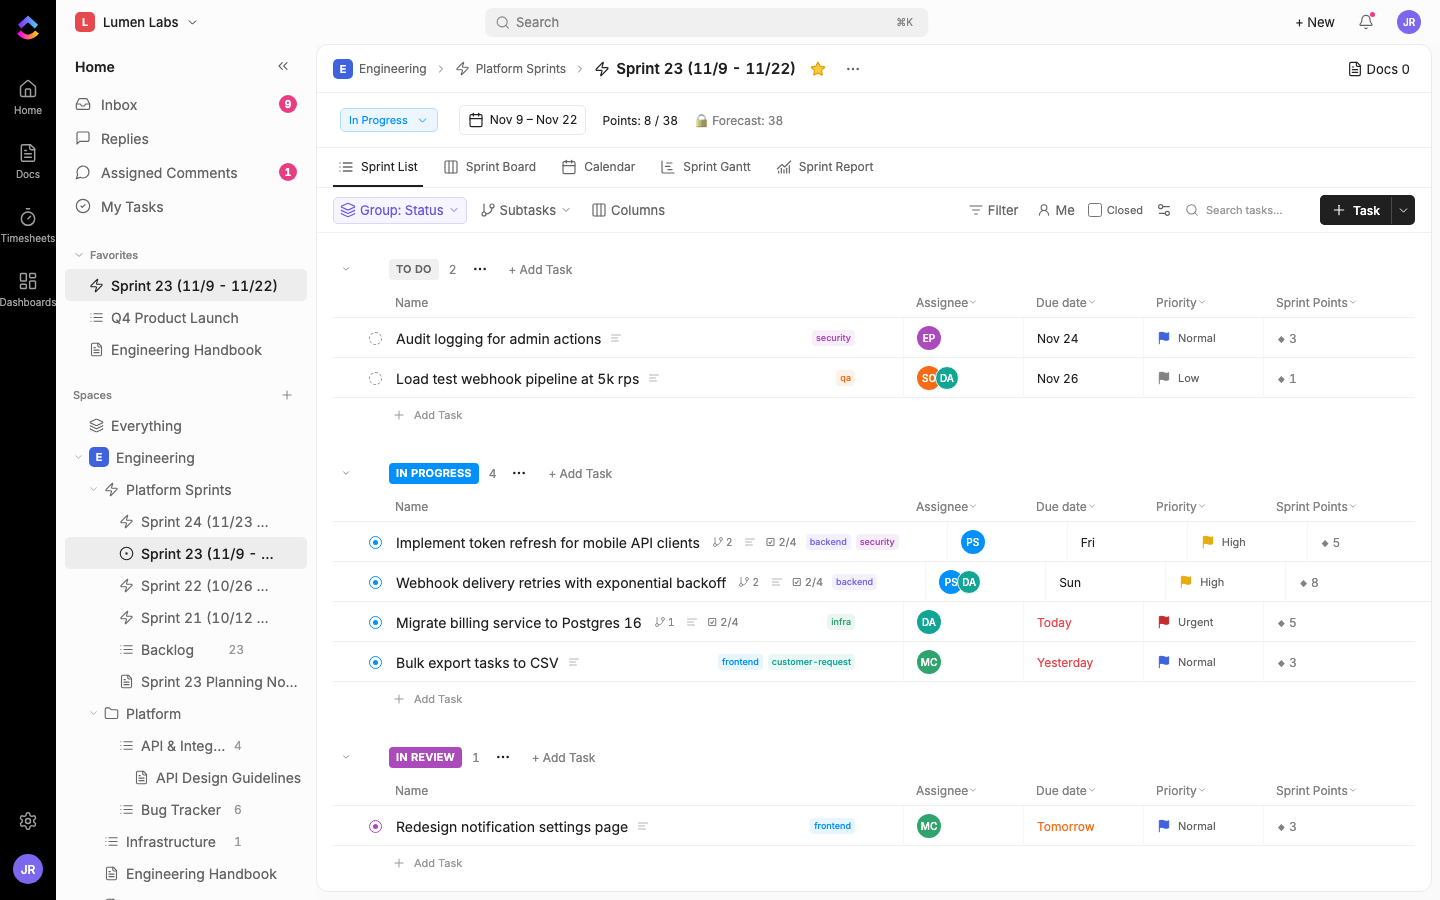 L Lumen Labs
Search ⌘K
+ New
JR
Home
Docs
Timesheets
Dashboards
JR
Home
Inbox 9
Replies
Assigned Comments 1
My Tasks
Favorites
Sprint 23 (11/9 - 11/22)
Q4 Product Launch
Engineering Handbook
Spaces
Everything
E Engineering
Platform Sprints
Sprint 24 (11/23 ...
Sprint 23 (11/9 - ...
Sprint 22 (10/26 ...
Sprint 21 (10/12 ...
Backlog 23
Sprint 23 Planning No...
Platform
API & Integ... 4
API Design Guidelines
Bug Tracker 6
Infrastructure 1
Engineering Handbook
E Engineering Platform Sprints Sprint 23 (11/9 - 11/22) Docs 0
In Progress Nov 9 – Nov 22 Points: 8 / 38 Forecast: 38
Sprint List Sprint Board Calendar Sprint Gantt Sprint Report
Group: Status Subtasks Columns Filter Me Closed Search tasks... Task
TO DO 2 + Add Task
Name Assignee Due date Priority Sprint Points
Audit logging for admin actions security EP Nov 24 Normal 3
Load test webhook pipeline at 5k rps qa SO DA Nov 26 Low 1
Add Task
IN PROGRESS 4 + Add Task
Name Assignee Due date Priority Sprint Points
Implement token refresh for mobile API clients 2 2/4 backend security PS Fri High 5
Webhook delivery retries with exponential backoff 2 2/4 backend PS DA Sun High 8
Migrate billing service to Postgres 16 1 2/4 infra DA Today Urgent 5
Bulk export tasks to CSV frontend customer-request MC Yesterday Normal 3
Add Task
IN REVIEW 1 + Add Task
Name Assignee Due date Priority Sprint Points
Redesign notification settings page frontend MC Tomorrow Normal 3
Add Task